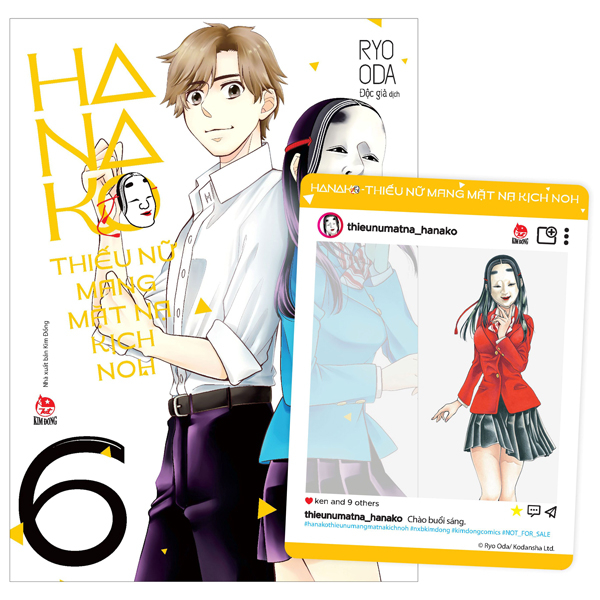 HA
NA
KO
THIẾU NỮ
MANG
MẶT NẠ
KỊCH
NOH
RYO
ODA
Độc giả dịch
Nhà xuất bản Kim Đồng
KIM ĐỒNG
6
HANAKO - THIẾU NỮ MANG MẶT NẠ KỊCH NOH
thieunumatna_hanako
KIM ĐỒNG
ken and 9 others
thieunumatna_hanako Chào buổi sáng.
#hanakothieunumangmatnakichnoh #nxbkimdong #kimdongcomics #NOT_FOR_SALE
© Ryo Oda/ Kodansha Ltd.